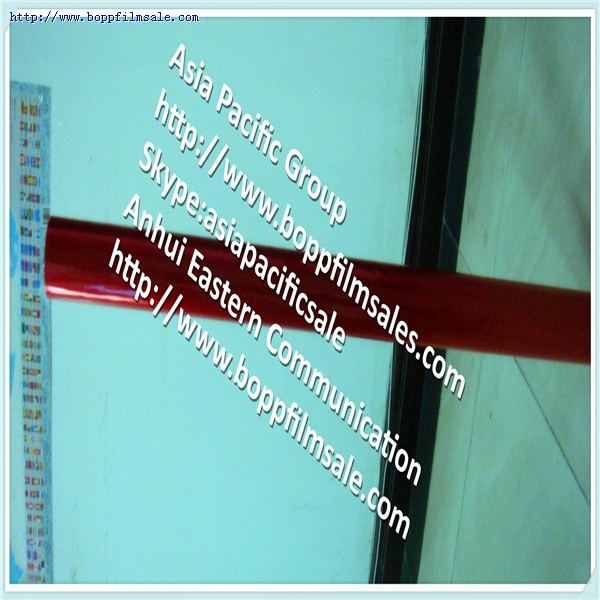 http://www.boppfilmsale.com
Asia Pacific Group
http://www.boppfilmsales.com
Skype:asiapacificsale
Anhui Eastern Communication
http://www.boppfilmsale.com